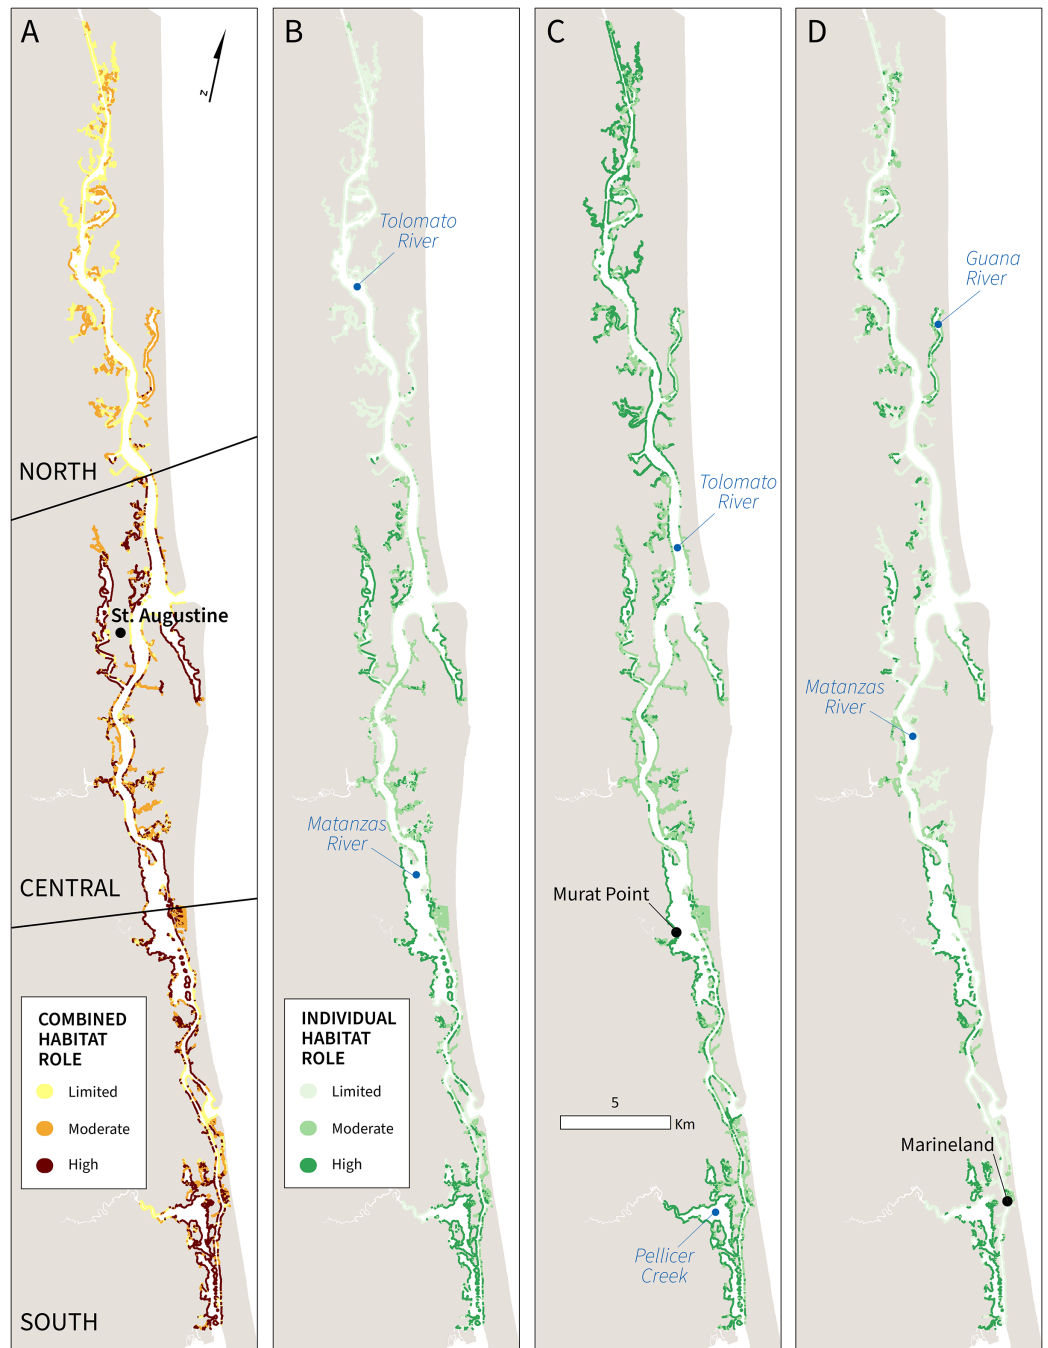 A
B
C
D
z
Tolomato
River
Guana
River
NORTH
Tolomato
River
St. Augustine
Matanzas
River
Matanzas
River
CENTRAL
Murat Point
COMBINED
HABITAT
ROLE
Limited
Moderate
High
INDIVIDUAL
HABITAT
ROLE
Limited
Moderate
High
5
Km
Marineland
Pellicer
Creek
SOUTH